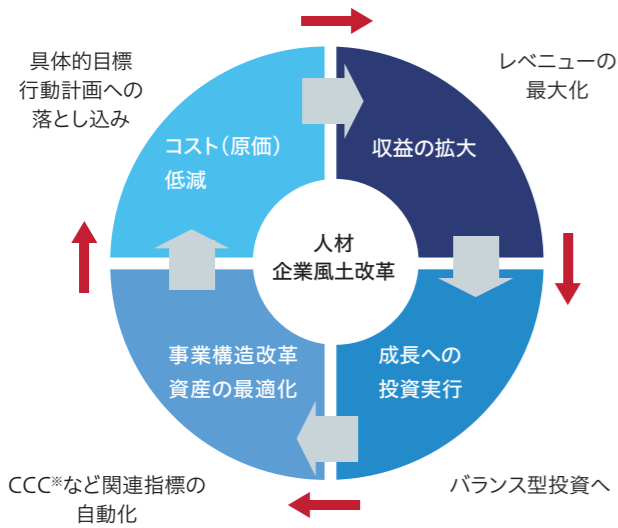 具体的目標
行動計画への
落とし込み
レベニューの
最大化
コスト（原価）
低減
収益の拡大
人材
企業風土改革
事業構造改革
資産の最適化
成長への
投資実行
CCC※など関連指標の
自動化
バランス型投資へ